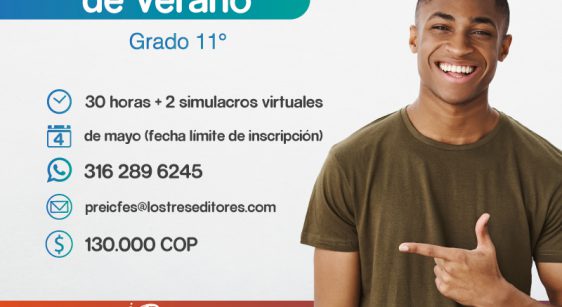 de Verano
Grado 11°
30 horas + 2 simulacros virtuales
4
de mayo (fecha límite de inscripción)
316 289 6245
preicfes@lostreseditores.com
$
130.000 COP